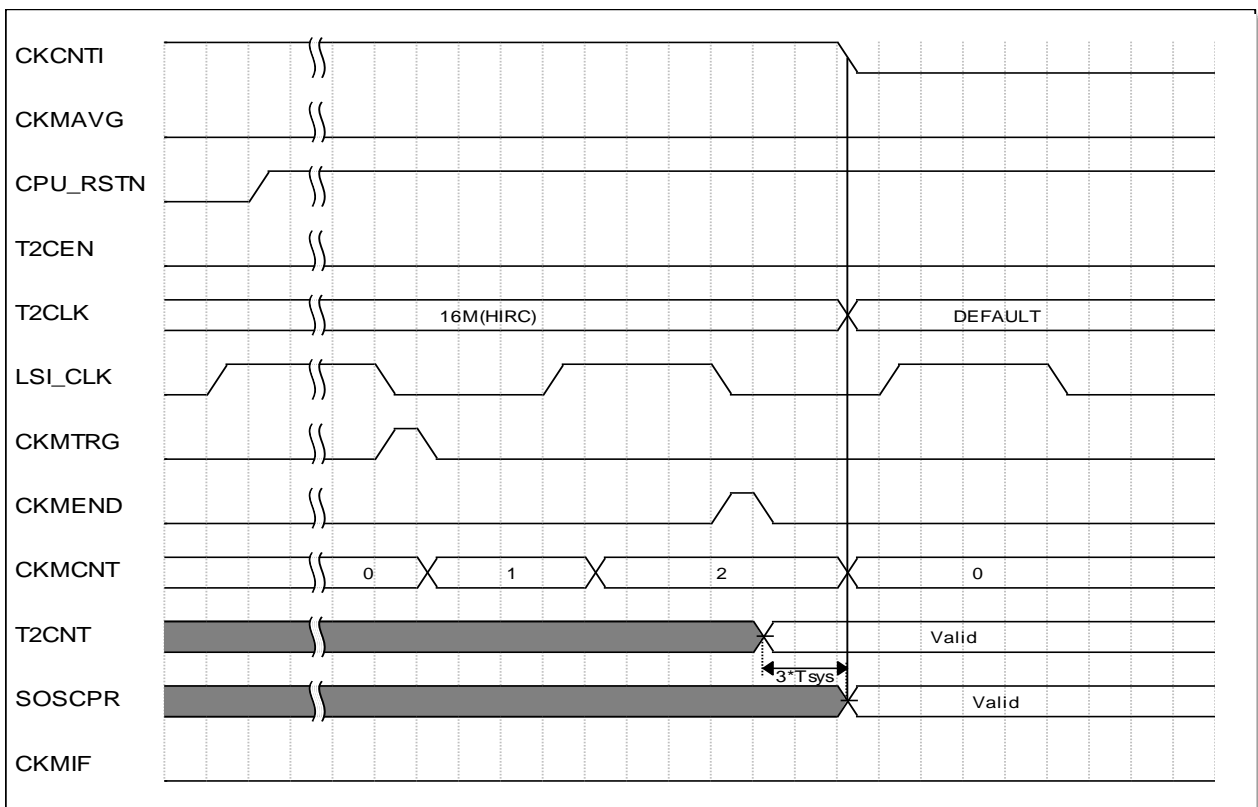 CKCNTI
CKMAVG
CPU_RSTN
T2CEN
T2CLK 16M(HIRC) DEFAULT
LSI_CLK
CKMTRG
CKMEND
CKMCNT 0 1 2 0
T2CNT Valid
3*Tsys
SOSCPR Valid
CKMIF